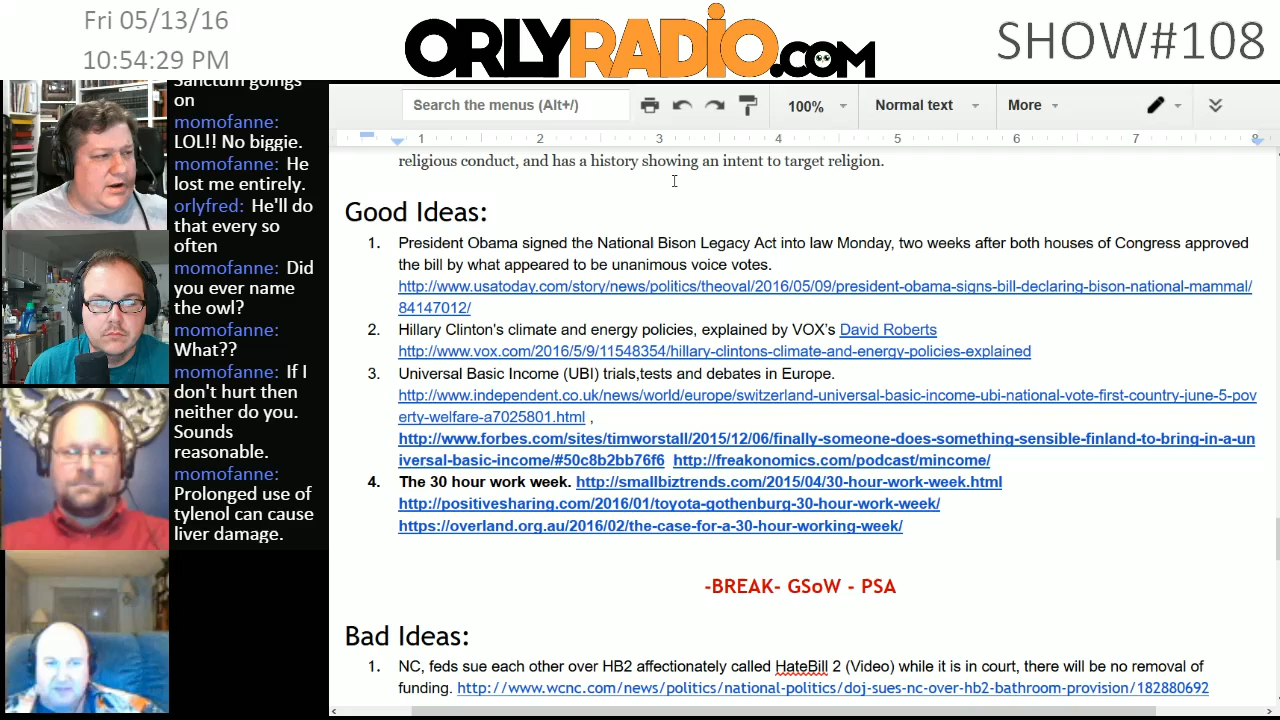 Fri 05/13/16
10:54:29 PM
ORLYRADIO.COM
SHOW#108
Sanctum goings
on
momofanne:
LOL!! No biggie.
momofanne: He
lost me entirely.
orlyfred: He'll do
that every so
often
momofanne: Did
you ever name
the owl?
momofanne:
What??
momofanne: If I
don't hurt then
neither do you.
Sounds
reasonable.
momofanne:
Prolonged use of
tylenol can cause
liver damage.
Search the menus (Alt+/)
100%
Normal text
More
1 2 3 4 5 6 7 8
religious conduct, and has a history showing an intent to target religion.
Good Ideas:
1. President Obama signed the National Bison Legacy Act into law Monday, two weeks after both houses of Congress approved
the bill by what appeared to be unanimous voice votes.
http://www.usatoday.com/story/news/politics/theoval/2016/05/09/president-obama-signs-bill-declaring-bison-national-mammal/
84147012/
2. Hillary Clinton's climate and energy policies, explained by VOX's David Roberts
http://www.vox.com/2016/5/9/11548354/hillary-clintons-climate-and-energy-policies-explained
3. Universal Basic Income (UBI) trials,tests and debates in Europe.
http://www.independent.co.uk/news/world/europe/switzerland-universal-basic-income-ubi-national-vote-first-country-june-5-pov
erty-welfare-a7025801.html ,
http://www.forbes.com/sites/timworstall/2015/12/06/finally-someone-does-something-sensible-finland-to-bring-in-a-un
iversal-basic-income/#50c8b2bb76f6 http://freakonomics.com/podcast/mincome/
4. The 30 hour work week. http://smallbiztrends.com/2015/04/30-hour-work-week.html
http://positivesharing.com/2016/01/toyota-gothenburg-30-hour-work-week/
https://overland.org.au/2016/02/the-case-for-a-30-hour-working-week/
-BREAK- GSoW - PSA
Bad Ideas:
1. NC, feds sue each other over HB2 affectionately called HateBill 2 (Video) while it is in court, there will be no removal of
funding. http://www.wcnc.com/news/politics/national-politics/doj-sues-nc-over-hb2-bathroom-provision/182880692